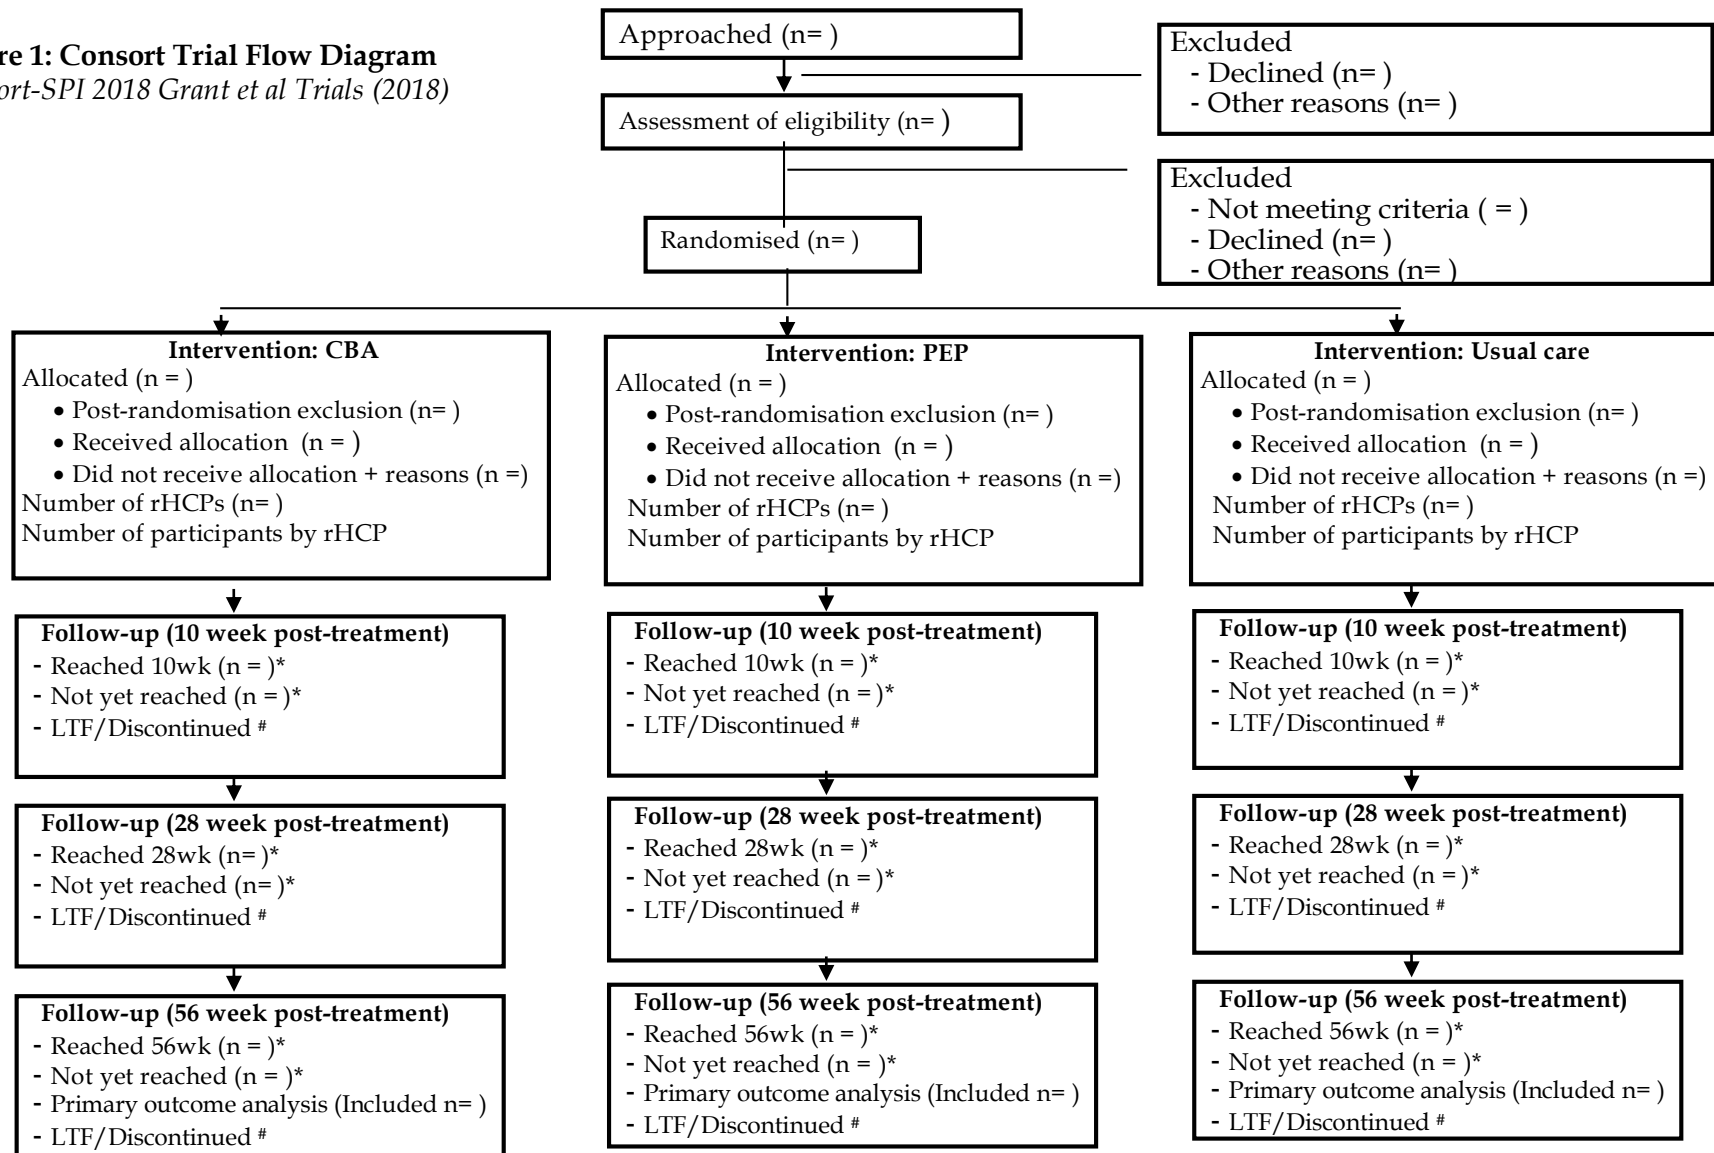 re 1: Consort Trial Flow Diagram
ort-SPI 2018 Grant et al Trials (2018)
Approached (n= )
Excluded
- Declined (n= )
- Other reasons (n= )
Assessment of eligibility (n= )
Excluded
- Not meeting criteria ( = )
- Declined (n= )
- Other reasons (n= )
Randomised (n= )
Intervention: CBA
Allocated (n = )
• Post-randomisation exclusion (n= )
• Received allocation (n = )
• Did not receive allocation + reasons (n =)
Number of rHCPs (n= )
Number of participants by rHCP
Intervention: PEP
Allocated (n = )
• Post-randomisation exclusion (n= )
• Received allocation (n = )
• Did not receive allocation + reasons (n =)
Number of rHCPs (n= )
Number of participants by rHCP
Intervention: Usual care
Allocated (n = )
• Post-randomisation exclusion (n= )
• Received allocation (n = )
• Did not receive allocation + reasons (n =)
Number of rHCPs (n= )
Number of participants by rHCP
Follow-up (10 week post-treatment)
- Reached 10wk (n = )*
- Not yet reached (n = )*
- LTF/Discontinued #
Follow-up (10 week post-treatment)
- Reached 10wk (n = )*
- Not yet reached (n = )*
- LTF/Discontinued #
Follow-up (10 week post-treatment)
- Reached 10wk (n = )*
- Not yet reached (n = )*
- LTF/Discontinued #
Follow-up (28 week post-treatment)
- Reached 28wk (n= )*
- Not yet reached (n= )*
- LTF/Discontinued #
Follow-up (28 week post-treatment)
- Reached 28wk (n = )*
- Not yet reached (n = )*
- LTF/Discontinued #
Follow-up (28 week post-treatment)
- Reached 28wk (n = )*
- Not yet reached (n = )*
- LTF/Discontinued #
Follow-up (56 week post-treatment)
- Reached 56wk (n = )*
- Not yet reached (n = )*
- Primary outcome analysis (Included n= )
- LTF/Discontinued #
Follow-up (56 week post-treatment)
- Reached 56wk (n = )*
- Not yet reached (n = )*
- Primary outcome analysis (Included n= )
- LTF/Discontinued #
Follow-up (56 week post-treatment)
- Reached 56wk (n = )*
- Not yet reached (n = )*
- Primary outcome analysis (Included n= )
- LTF/Discontinued #